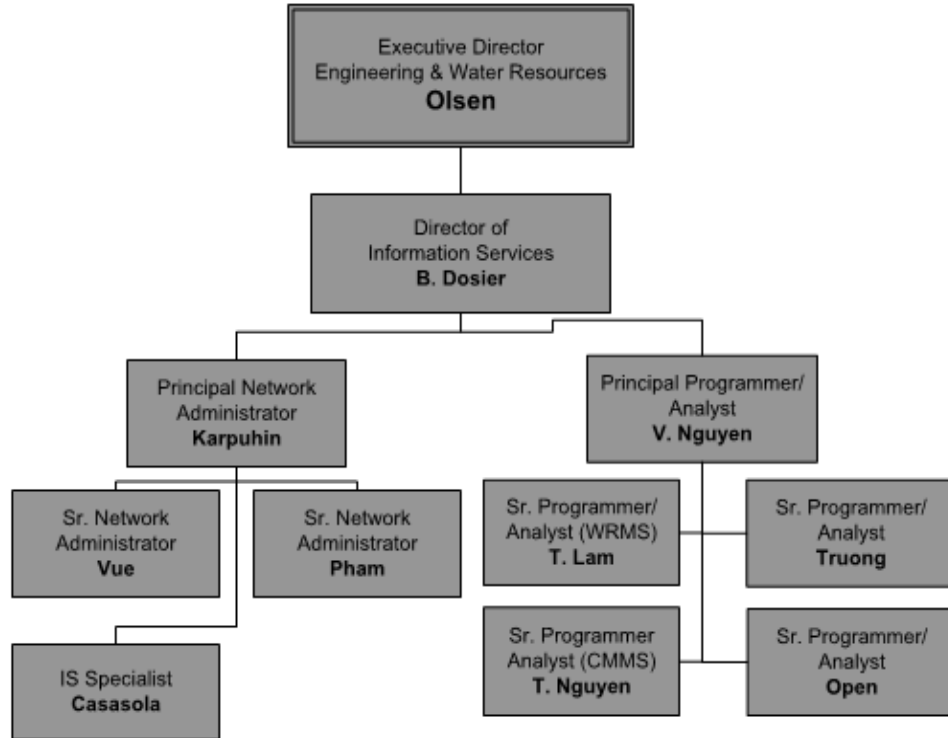 Executive Director
Engineering & Water Resources
Olsen
Director of
Information Services
B. Dosier
Principal Network
Administrator
Karpuhin
Principal Programmer/
Analyst
V. Nguyen
Sr. Network
Administrator
Vue
Sr. Network
Administrator
Pham
Sr. Programmer/
Analyst (WRMS)
T. Lam
Sr. Programmer/
Analyst
Truong
IS Specialist
Casasola
Sr. Programmer
Analyst (CMMS)
T. Nguyen
Sr. Programmer/
Analyst
Open